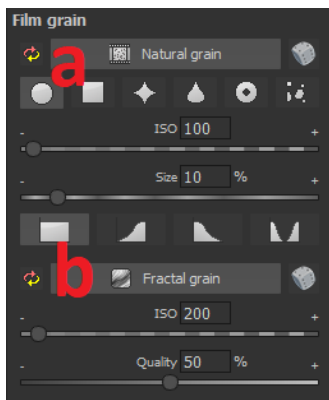 Film grain
a
Natural grain
- ISO 100 +
- Size 10 % +
b
Fractal grain
- ISO 200 +
- Quality 50 % +